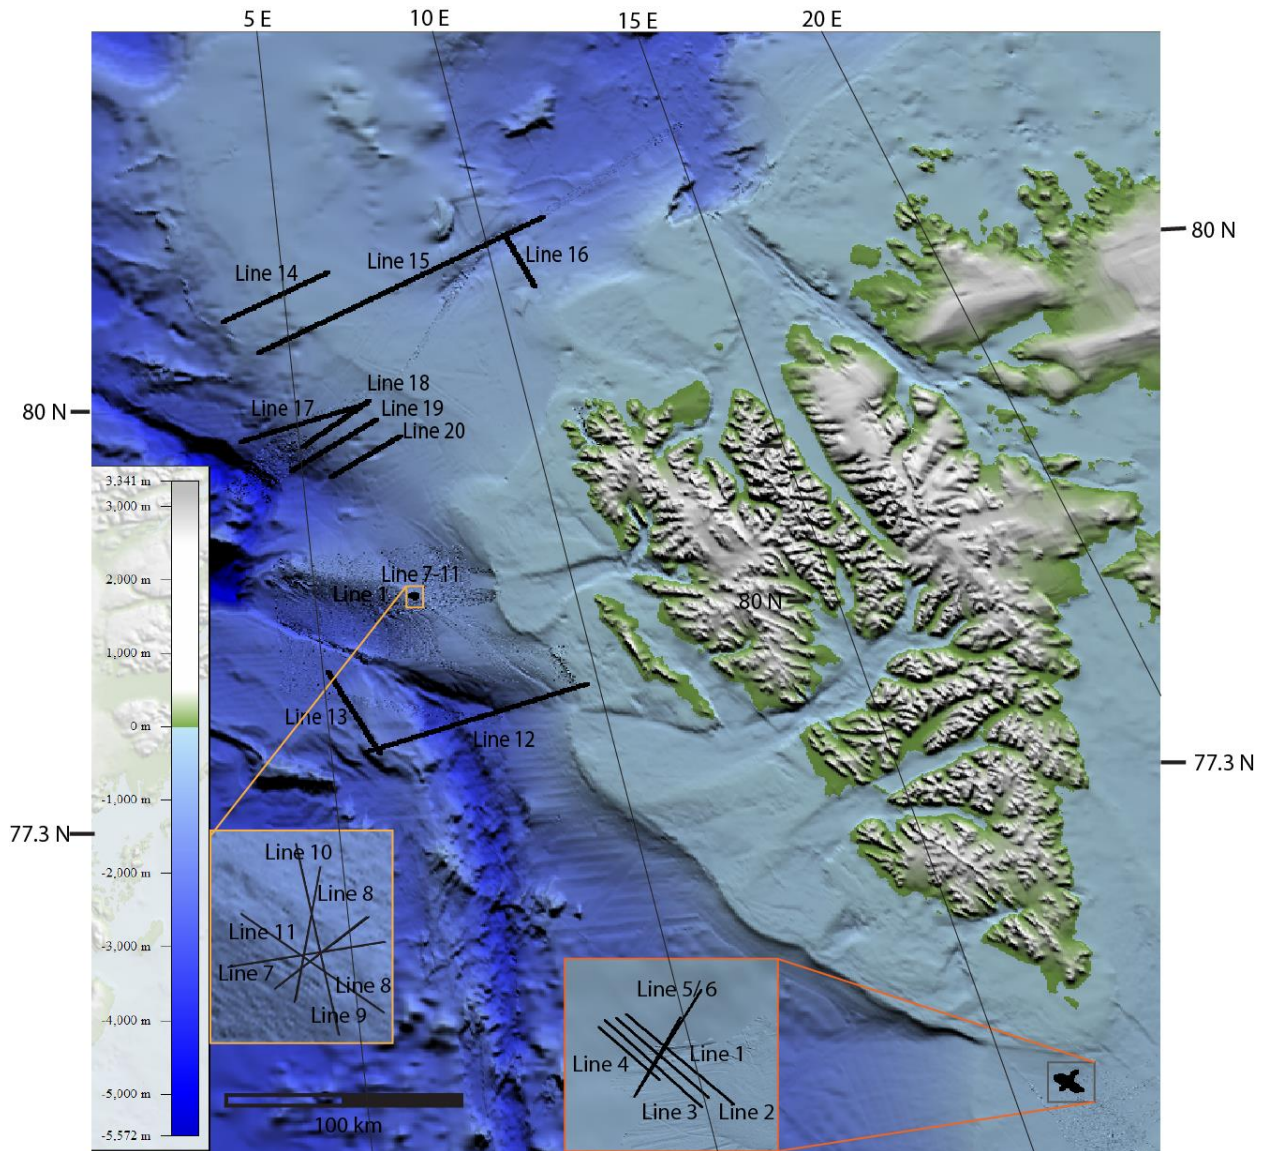 5 E
10 E
15 E
20 E
80 N
Line 16
Line 15
Line 14
Line 18
80 N
Line 17
Line 19
Line 20
3,341 m
3,000 m
2,000 m
Line 7-11
Line 1
80 N
1,000 m
0 m
Line 13
Line 12
77.3 N
-1,000 m
77.3 N
-2,000 m
-3,000 m
-4,000 m
-5,000 m
-5,572 m
Line 10
Line 8
Line 11
Line 7
Line 8
Line 9
100 km
Line 5/6
Line 1
Line 4
Line 3
Line 2